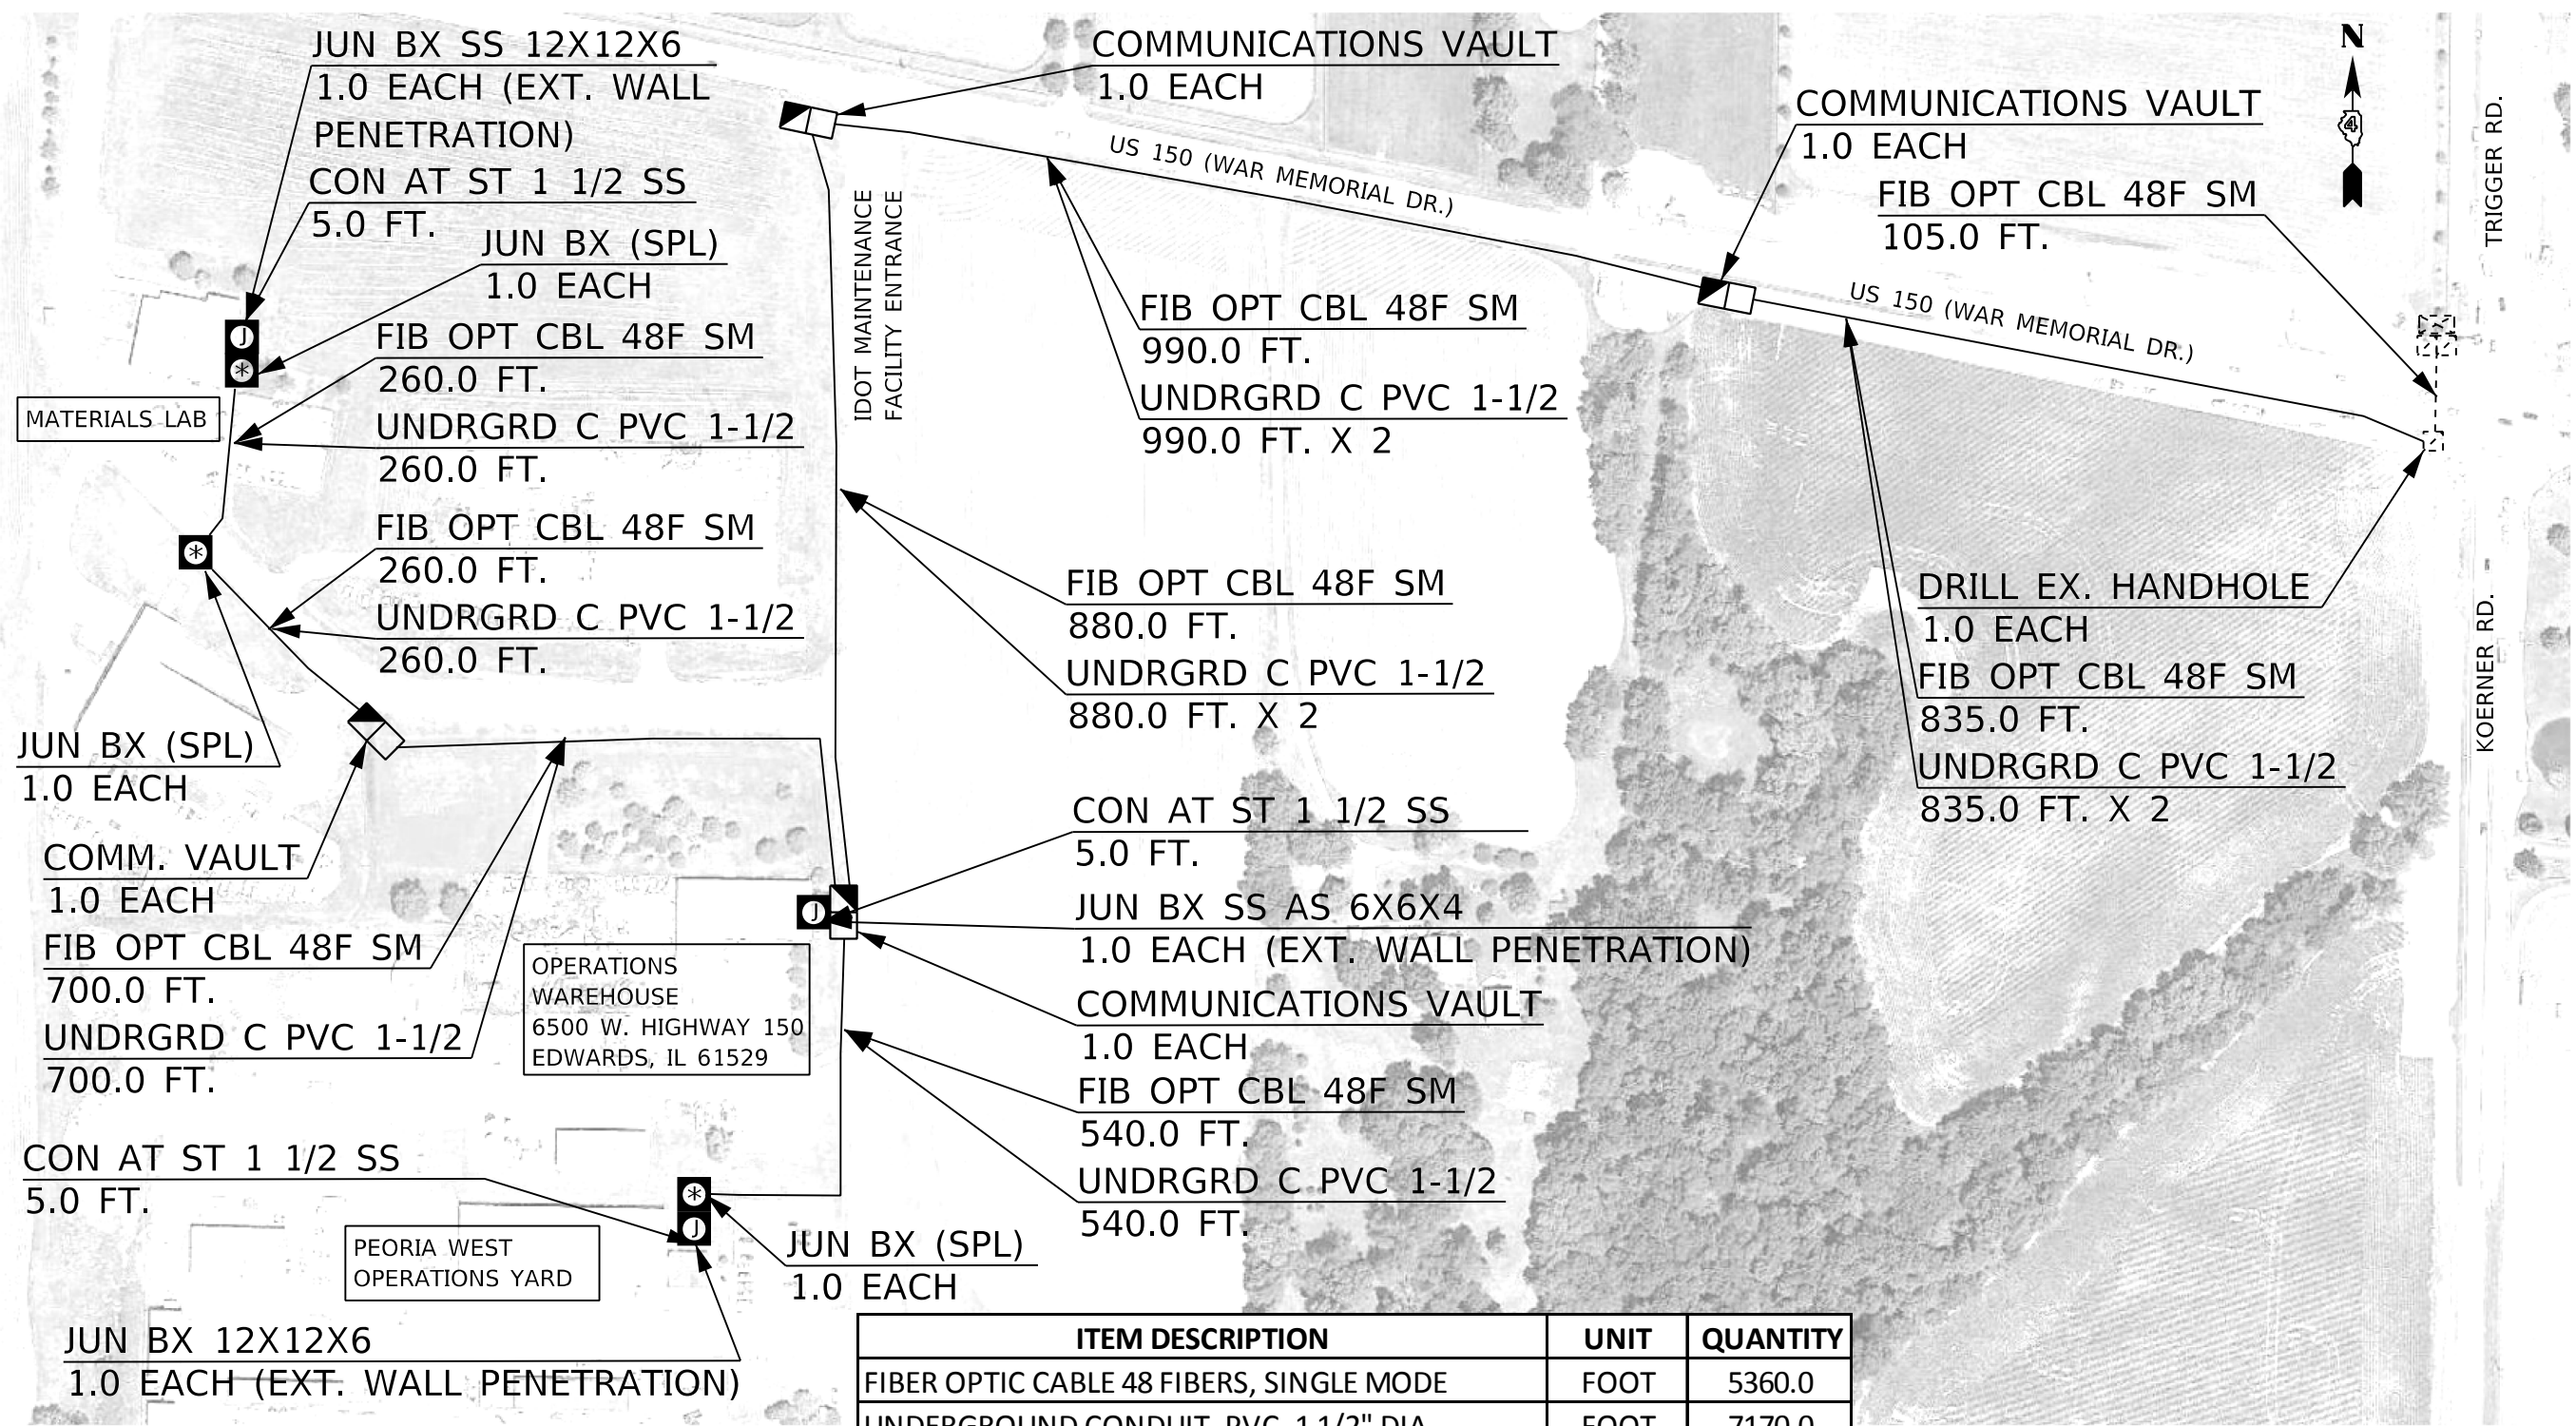 JUN BX SS 12X12X6
1.0 EACH (EXT. WALL
PENETRATION)
CON AT ST 1 1/2 SS
5.0 FT.
JUN BX (SPL)
1.0 EACH
FIB OPT CBL 48F SM
260.0 FT.
UNDRGRD C PVC 1-1/2
260.0 FT.
MATERIALS LAB
FIB OPT CBL 48F SM
260.0 FT.
UNDRGRD C PVC 1-1/2
260.0 FT.
JUN BX (SPL)
1.0 EACH
COMM. VAULT
1.0 EACH
FIB OPT CBL 48F SM
700.0 FT.
UNDRGRD C PVC 1-1/2
700.0 FT.
OPERATIONS
WAREHOUSE
6500 W. HIGHWAY 150
EDWARDS, IL 61529
CON AT ST 1 1/2 SS
5.0 FT.
PEORIA WEST
OPERATIONS YARD
JUN BX 12X12X6
1.0 EACH (EXT. WALL PENETRATION)
JUN BX (SPL)
1.0 EACH
COMMUNICATIONS VAULT
1.0 EACH
IDOT MAINTENANCE
FACILITY ENTRANCE
US 150 (WAR MEMORIAL DR.)
FIB OPT CBL 48F SM
990.0 FT.
UNDRGRD C PVC 1-1/2
990.0 FT. X 2
FIB OPT CBL 48F SM
880.0 FT.
UNDRGRD C PVC 1-1/2
880.0 FT. X 2
CON AT ST 1 1/2 SS
5.0 FT.
JUN BX SS AS 6X6X4
1.0 EACH (EXT. WALL PENETRATION)
COMMUNICATIONS VAULT
1.0 EACH
FIB OPT CBL 48F SM
540.0 FT.
UNDRGRD C PVC 1-1/2
540.0 FT.
COMMUNICATIONS VAULT
1.0 EACH
FIB OPT CBL 48F SM
105.0 FT.
US 150 (WAR MEMORIAL DR.)
N
4
TRIGGER RD.
DRILL EX. HANDHOLE
1.0 EACH
FIB OPT CBL 48F SM
835.0 FT.
UNDRGRD C PVC 1-1/2
835.0 FT. X 2
KOERNER RD.
J
*
*
J
*
J
ITEM DESCRIPTION UNIT QUANTITY
FIBER OPTIC CABLE 48 FIBERS, SINGLE MODE FOOT 5360.0
UNDERGROUND CONDUIT, PVC, 1 1/2" DIA. FOOT 7170.0